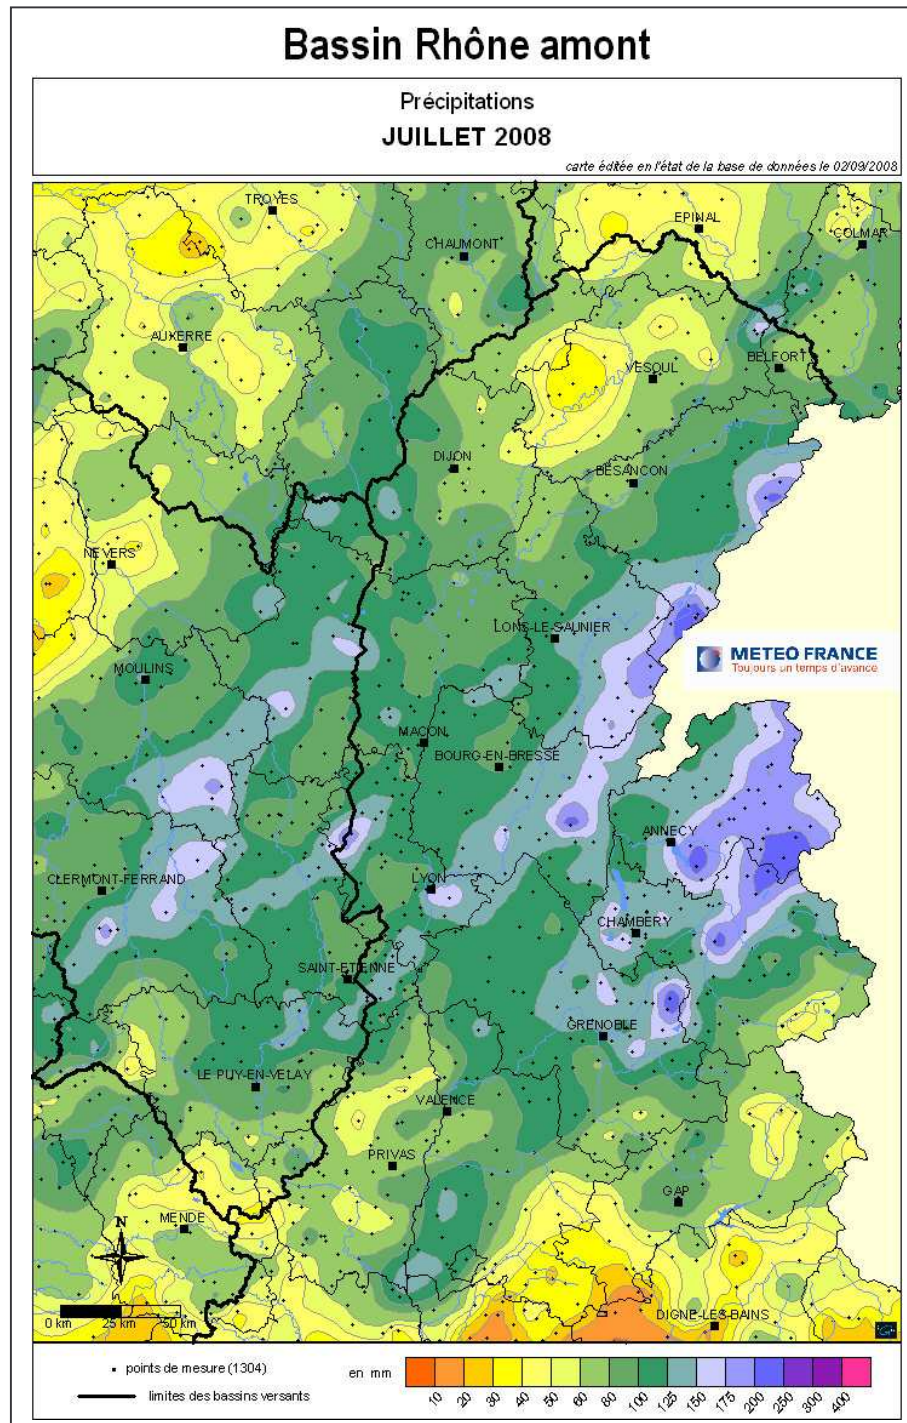 Bassin Rhône amont
Précipitations
JUILLET 2008
carte éditée en l'état de la base de données le 02/09/2008
TROYES
EPINAL
CHAUMONT
COLMAR
AUXERRE
VESOUL
BELFORT
DIJON
BESANCON
NEVERS
LONS-LE-SAUNIER
METEO FRANCE
Toujours un temps d'avance
MOULINS
MACON
BOURG-EN-BRESSE
ANNECY
CLERMONT-FERRAND
LYON
CHAMBERY
SAINT-ETIENNE
GRENOBLE
LE PUY-EN-VELAY
VALENCE
PRIVAS
GAP
MENDE
N
DIGNE-LES-BAINS
0 km 25 km 50 km
points de mesure (1304)
limites des bassins versants
en mm
10 20 30 40 50 60 80 100 125 150 175 200 250 300 400